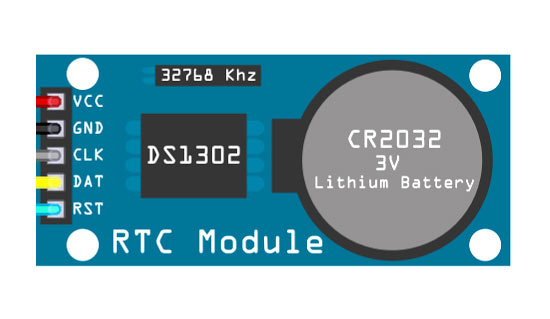 32768 Khz
VCC
GND
CLK
DAT
RST
DS1302
CR2032
3V
Lithium Battery
RTC Module